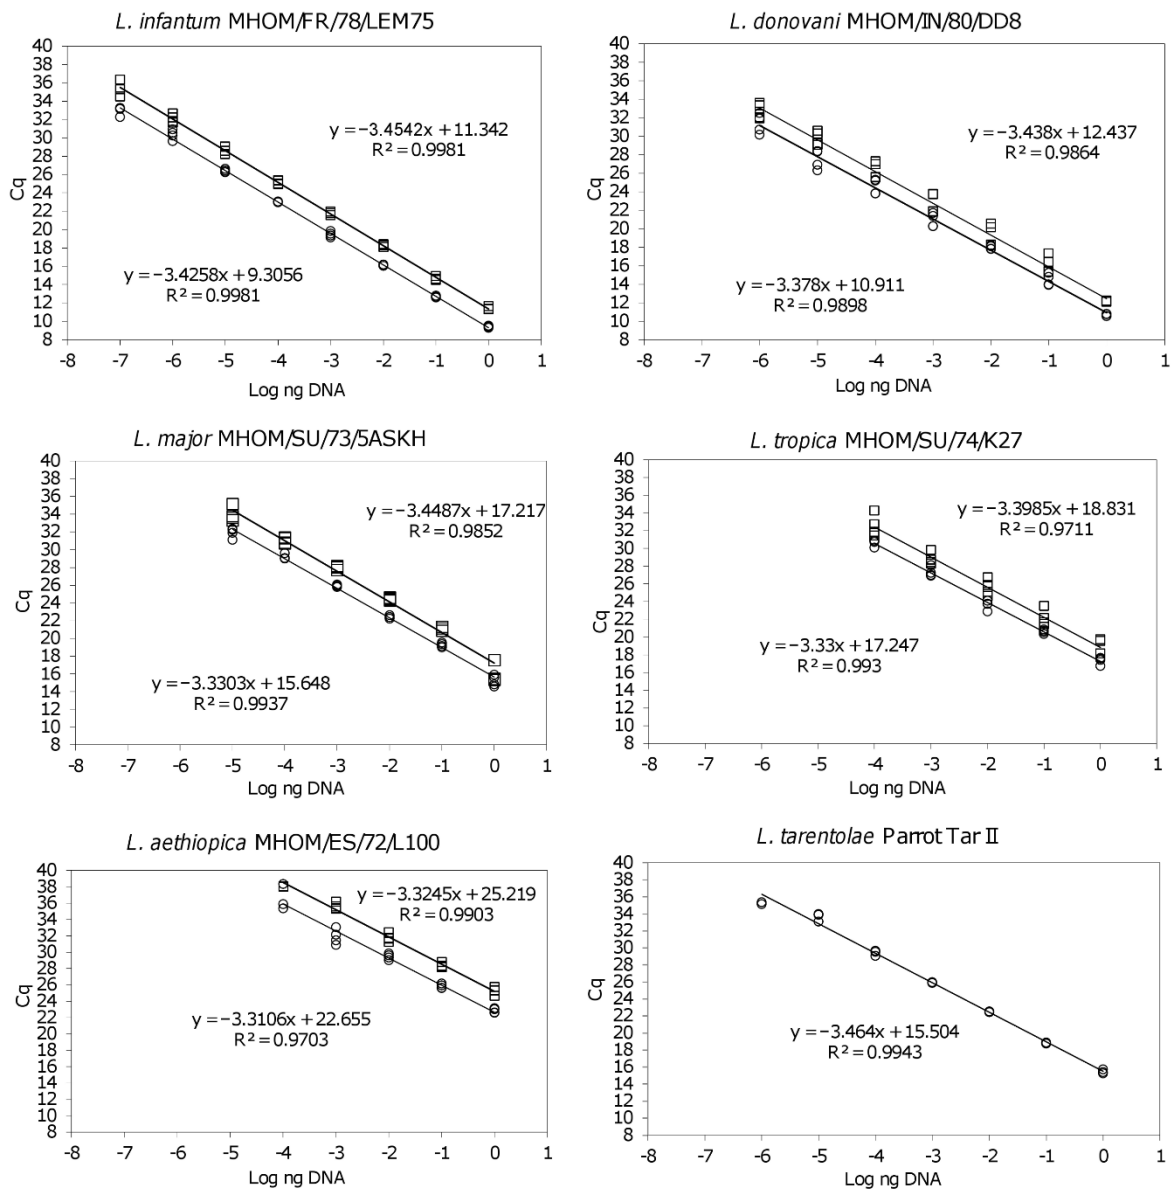 L. infantum MHOM/FR/78/LEM75
40
38
36
34
32
30
28
26
24
22
20
18
16
14
12
10
8
Cq
y = −3.4542x + 11.342
R² = 0.9981
y = −3.4258x + 9.3056
R² = 0.9981
-8 -7 -6 -5 -4 -3 -2 -1 0 1
Log ng DNA
L. donovani MHOM/IN/80/DD8
40
38
36
34
32
30
28
26
24
22
20
18
16
14
12
10
8
Cq
y = −3.438x + 12.437
R² = 0.9864
y = −3.378x + 10.911
R² = 0.9898
-8 -7 -6 -5 -4 -3 -2 -1 0 1
Log ng DNA
L. major MHOM/SU/73/5ASKH
40
38
36
34
32
30
28
26
24
22
20
18
16
14
12
10
8
Cq
y = −3.4487x + 17.217
R² = 0.9852
y = −3.3303x + 15.648
R² = 0.9937
-8 -7 -6 -5 -4 -3 -2 -1 0 1
Log ng DNA
L. tropica MHOM/SU/74/K27
40
38
36
34
32
30
28
26
24
22
20
18
16
14
12
10
8
Cq
y = −3.3985x + 18.831
R² = 0.9711
y = −3.33x + 17.247
R² = 0.993
-8 -7 -6 -5 -4 -3 -2 -1 0 1
Log ng DNA
L. aethiopica MHOM/ES/72/L100
40
38
36
34
32
30
28
26
24
22
20
18
16
14
12
10
8
Cq
y = −3.3245x + 25.219
R² = 0.9903
y = −3.3106x + 22.655
R² = 0.9703
-8 -7 -6 -5 -4 -3 -2 -1 0 1
Log ng DNA
L. tarentolae Parrot Tar II
40
38
36
34
32
30
28
26
24
22
20
18
16
14
12
10
8
Cq
y = −3.464x + 15.504
R² = 0.9943
-8 -7 -6 -5 -4 -3 -2 -1 0 1
Log ng DNA